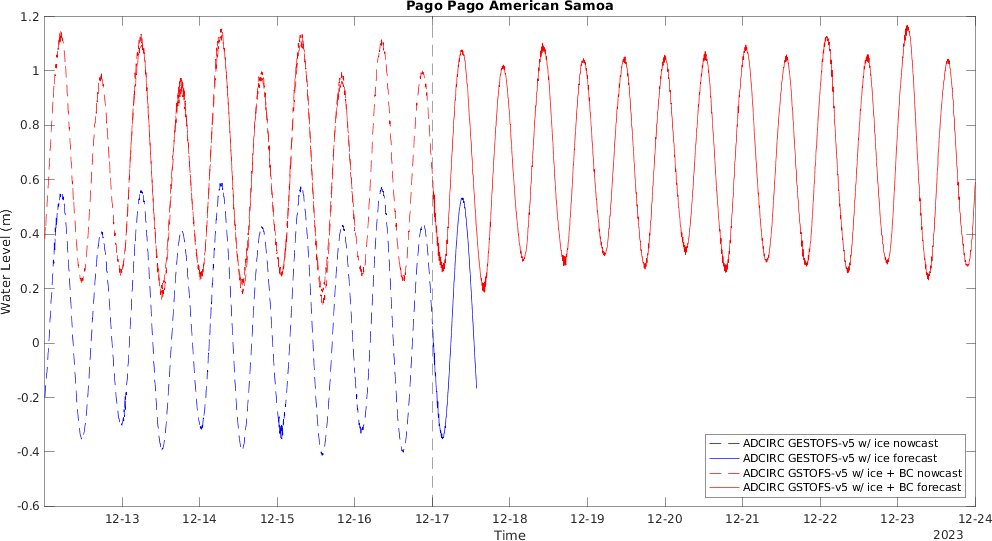 Pago Pago American Samoa
Water Level (m)
1.2
1
0.8
0.6
0.4
0.2
0
-0.2
-0.4
-0.6
ADCIRC GESTOFS-v5 w/ ice nowcast
ADCIRC GESTOFS-v5 w/ ice forecast
ADCIRC GSTOFS-v5 w/ ice + BC nowcast
ADCIRC GSTOFS-v5 w/ ice + BC forecast
12-13 12-14 12-15 12-16 12-17 12-18 12-19 12-20 12-21 12-22 12-23 12-24
Time
2023